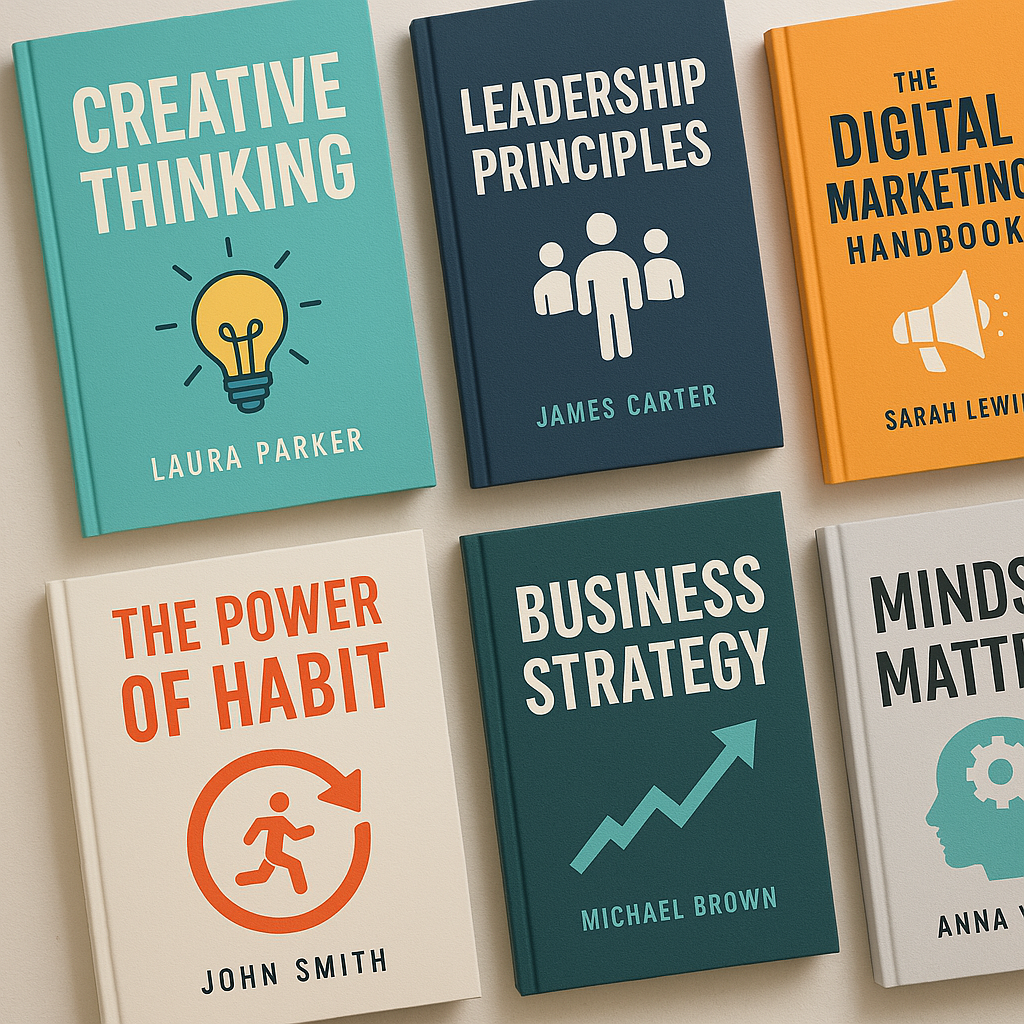 CREATIVE
THINKING
LAURA PARKER
LEADERSHIP
PRINCIPLES
JAMES CARTER
THE
DIGITAL
MARKETING
HANDBOOK
SARAH
THE POWER
OF HABIT
JOHN SMITH
BUSINESS
STRATEGY
MICHAEL BROWN
ANNA